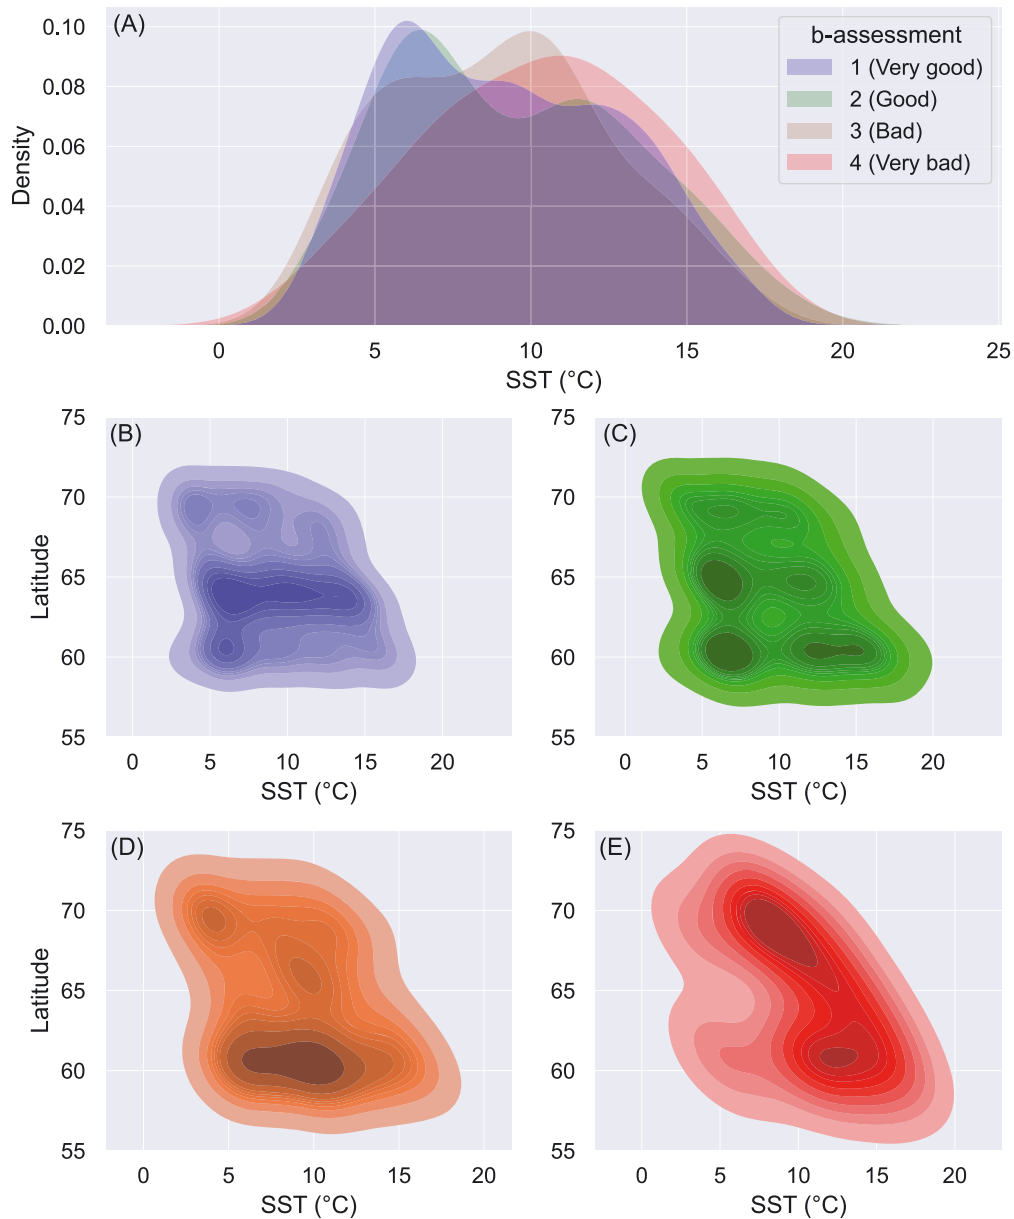 (A)
b-assessment
1 (Very good)
2 (Good)
3 (Bad)
4 (Very bad)
Density
0.10
0.08
0.06
0.04
0.02
0.00
0 5 10 15 20 25
SST (°C)
(B)
Latitude
75
70
65
60
55
0 5 10 15 20
SST (°C)
(C)
75
70
65
60
55
0 5 10 15 20
SST (°C)
(D)
Latitude
75
70
65
60
55
0 5 10 15 20
SST (°C)
(E)
75
70
65
60
55
0 5 10 15 20
SST (°C)